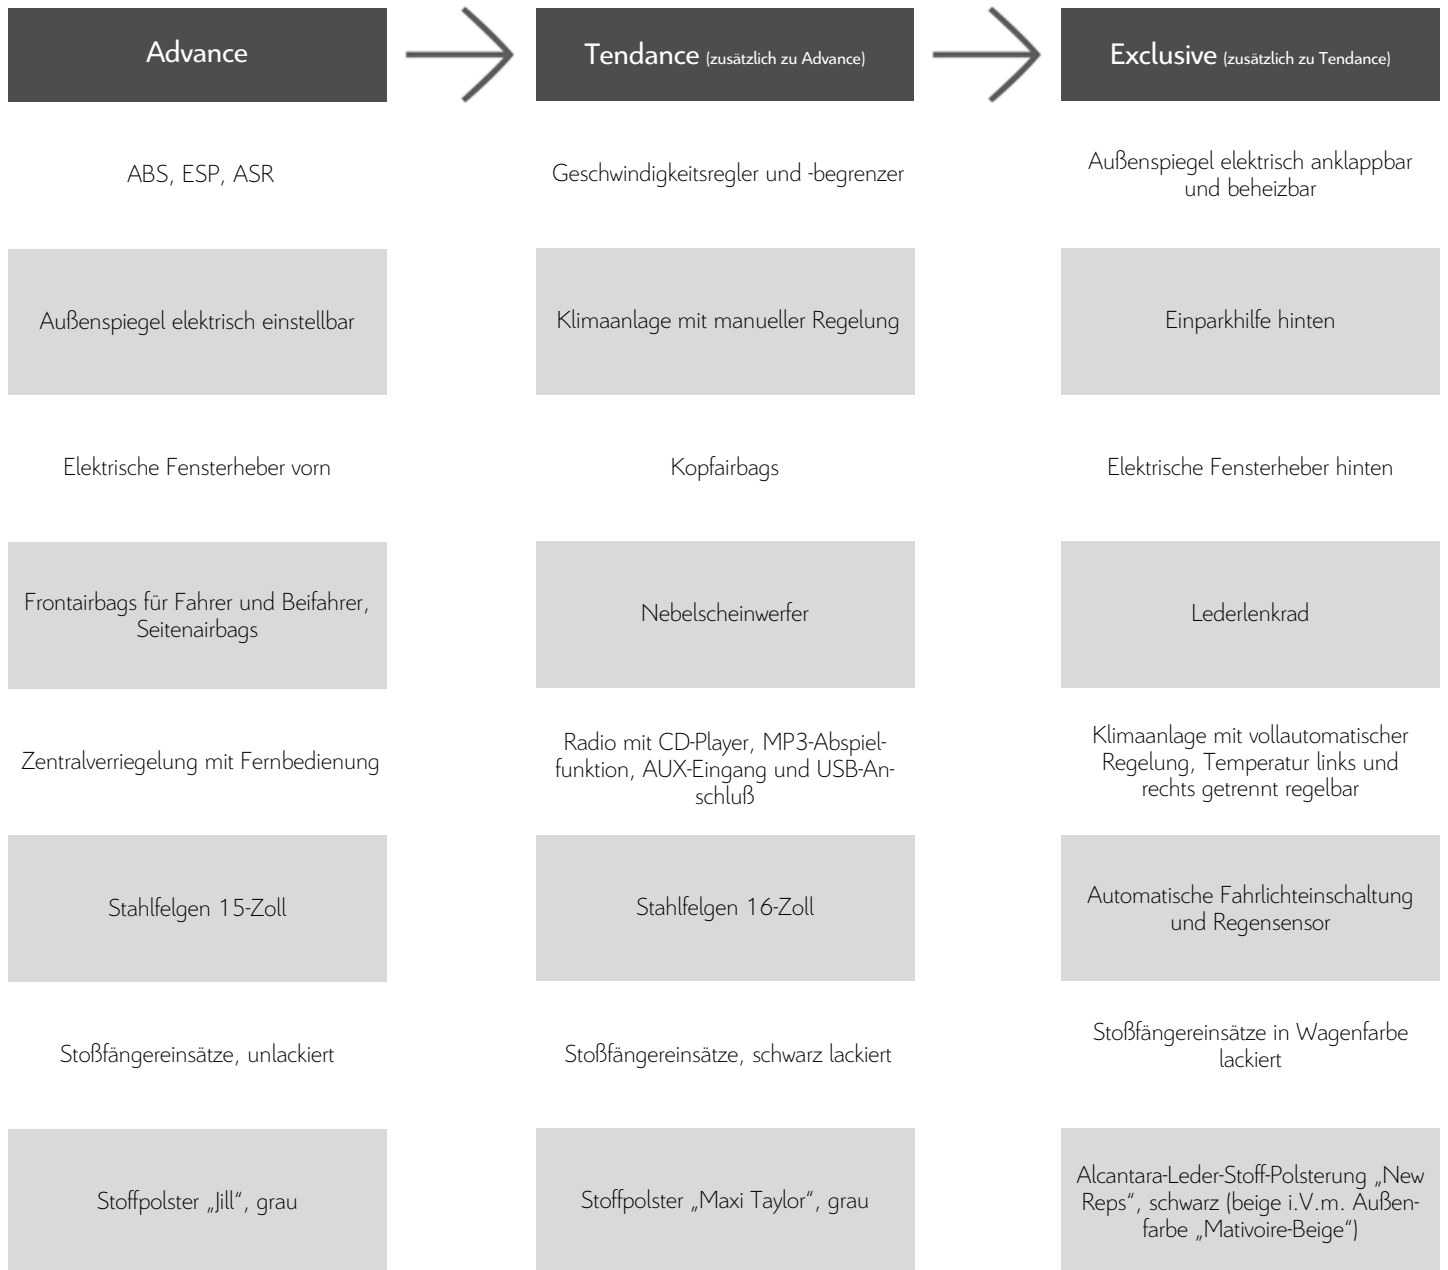 Advance
Tendance (zusätzlich zu Advance)
Exclusive (zusätzlich zu Tendance)
ABS, ESP, ASR
Geschwindigkeitsregler und -begrenzer
Außenspiegel elektrisch anklappbar
und beheizbar
Außenspiegel elektrisch einstellbar
Klimaanlage mit manueller Regelung
Einparkhilfe hinten
Elektrische Fensterheber vorn
Kopfairbags
Elektrische Fensterheber hinten
Frontairbags für Fahrer und Beifahrer,
Seitenairbags
Nebelscheinwerfer
Lederlenkrad
Zentralverriegelung mit Fernbedienung
Radio mit CD-Player, MP3-Abspiel-
funktion, AUX-Eingang und USB-An-
schluß
Klimaanlage mit vollautomatischer
Regelung, Temperatur links und
rechts getrennt regelbar
Stahlfelgen 15-Zoll
Stahlfelgen 16-Zoll
Automatische Fahrlichteinschaltung
und Regensensor
Stoßfängereinsätze, unlackiert
Stoßfängereinsätze, schwarz lackiert
Stoßfängereinsätze in Wagenfarbe
lackiert
Stoffpolster „Jill“, grau
Stoffpolster „Maxi Taylor“, grau
Alcantara-Leder-Stoff-Polsterung „New
Reps“, schwarz (beige i.V.m. Außen-
farbe „Mativoire-Beige“)